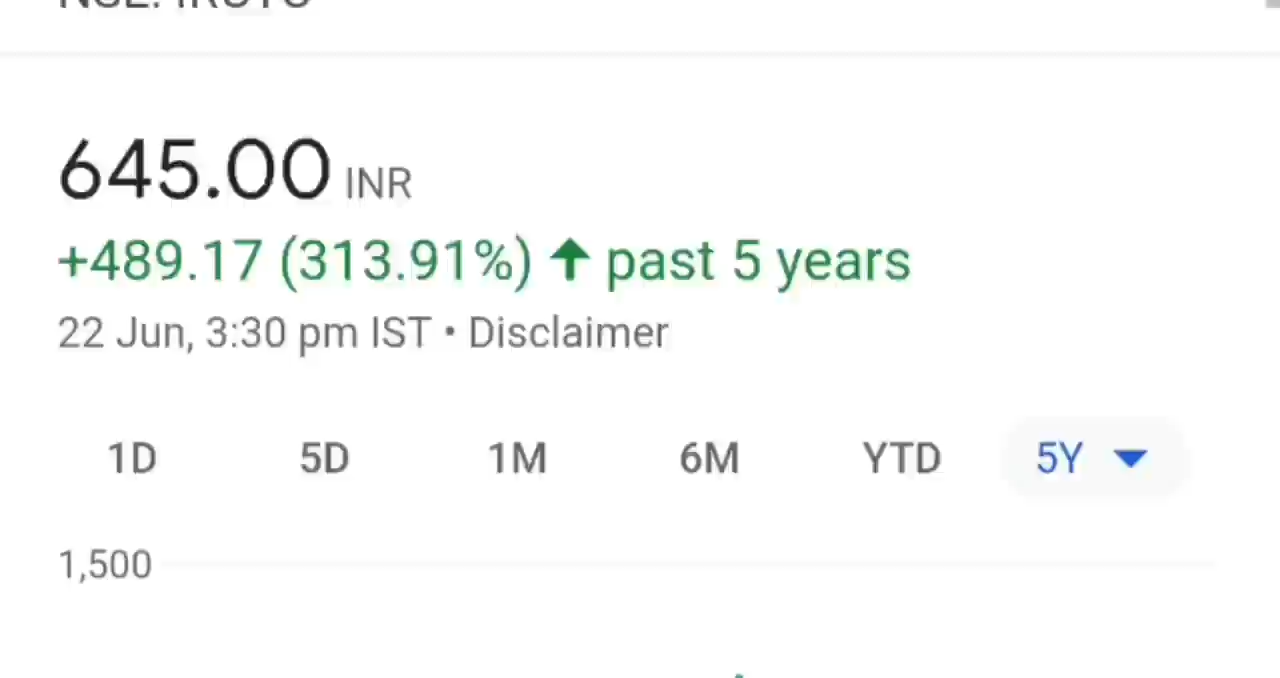 645.00 INR
+489.17 (313.91%) ↑ past 5 years
22 Jun, 3:30 pm IST • Disclaimer
1D 5D 1M 6M YTD 5Y
1,500